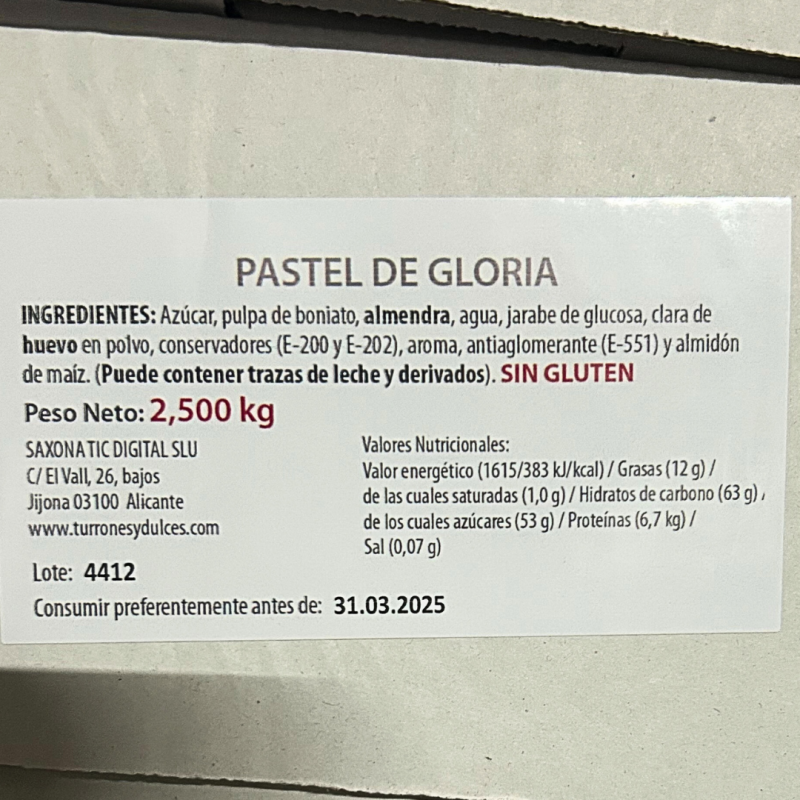 PASTEL DE GLORIA
INGREDIENTES: Azúcar, pulpa de boniato, almendra, agua, jarabe de glucosa, clara de
huevo en polvo, conservadores (E-200 y E-202), aroma, antiaglomerante (E-551) y almidón
de maíz. (Puede contener trazas de leche y derivados). SIN GLUTEN
Peso Neto: 2,500 kg
SAXONATIC DIGITAL SLU
C/ El Vall, 26, bajos
Jijona 03100 Alicante
www.turronesydulces.com
Valores Nutricionales:
Valor energético (1615/383 kJ/kcal) / Grasas (12 g) /
de las cuales saturadas (1,0 g) / Hidratos de carbono (63 g) /
de los cuales azúcares (53 g) / Proteínas (6,7 kg) /
Sal (0,07 g)
Lote: 4412
Consumir preferentemente antes de: 31.03.2025